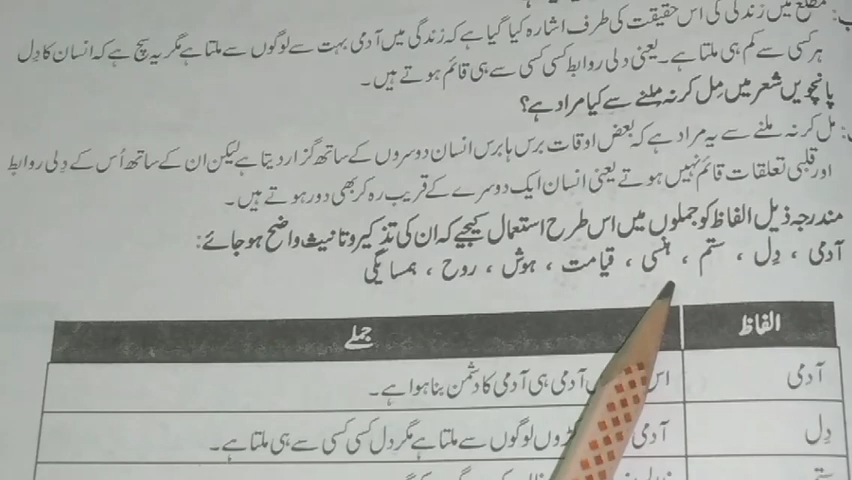 مطلع میں زندگی کی اس حقیقت کی طرف اشارہ کیا گیا ہے کہ زندگی میں آدمی بہت سے لوگوں سے ملتا ہے مگر یہ سچ ہے کہ انسان کا دِل
ہر کسی سے کم ہی ملتا ہے۔ یعنی دلی روابط کسی کسی سے ہی قائم ہوتے ہیں۔
پانچویں شعر میں مِل کر نہ ملنے سے کیا مراد ہے؟
مل کر نہ ملنے سے یہ مراد ہے کہ بعض اوقات برس ہا برس انسان دوسروں کے ساتھ گزار دیتا ہے لیکن ان کے ساتھ اُس کے دِلی روابط
اور قلبی تعلقات قائم نہیں ہوتے یعنی انسان ایک دوسرے کے قریب رہ کر بھی دور ہوتے ہیں۔
مندرجہ ذیل الفاظ کو جملوں میں اس طرح استعمال کیجیے کہ ان کی تذکیر و تانیث واضح ہو جائے:
آدمی ، دِل ، ستم ، ہنسی ، قیامت ، ہوش ، روح ، ہمسایگی
الفاظ جملے
آدمی اس آدمی ہی آدمی کا دشمن بنا ہوا ہے۔
دِل آدمی لوگوں سے ملتا ہے مگر دل کسی کسی سے ہی ملتا ہے۔